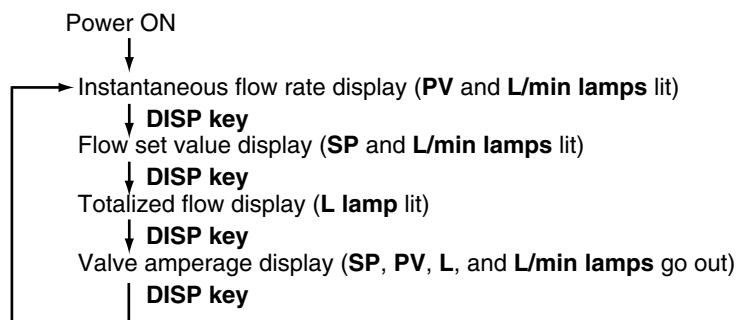 Power ON
Instantaneous flow rate display (PV and L/min lamps lit)
DISP key
Flow set value display (SP and L/min lamps lit)
DISP key
Totalized flow display (L lamp lit)
DISP key
Valve amperage display (SP, PV, L, and L/min lamps go out)
DISP key